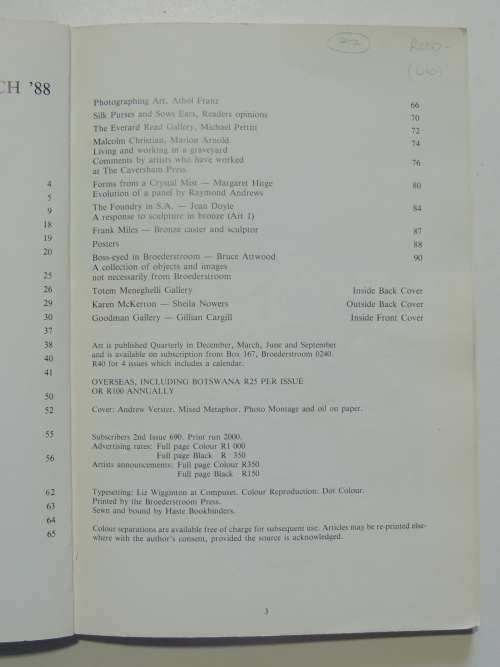 CH '88
4
5
9
18
19
20
25
26
29
30
37
38
40
41
50
52
55
56
62
63
64
65
22
R200-
Photographing Art, Athol Franz 66
Silk Purses and Sows Ears, Readers opinions 70
The Everard Read Gallery, Michael Pettitt 72
Malcolm Christian, Marion Arnold 74
Living and working in a graveyard
Comments by artists who have worked 76
at The Caversham Press
Forms from a Crystal Mist — Margaret Hinge 80
Evolution of a panel by Raymond Andrews
The Foundry in S.A. — Jean Doyle 84
A response to sculpture in bronze (Art 1)
Frank Miles — Bronze caster and sculptor 87
Posters 88
Boss-eyed in Broederstroom — Bruce Attwood 90
A collection of objects and images
not necessarily from Broederstroom
Totem Meneghelli Gallery Inside Back Cover
Karen McKerron — Sheila Nowers Outside Back Cover
Goodman Gallery — Gillian Cargill Inside Front Cover
Art is published Quarterly in December, March, June and September
and is available on subscription from Box 167, Broederstroom 0240.
R40 for 4 issues which includes a calendar.
OVERSEAS, INCLUDING BOTSWANA R25 PER ISSUE
OR R100 ANNUALLY
Cover: Andrew Verster. Mixed Metaphor. Photo Montage and oil on paper.
Subscribers 2nd Issue 690. Print run 2000.
Advertising rates: Full page Colour R1 000
Full page Black R 350
Artists announcements: Full page Colour R350
Full page Black R150
Typesetting: Liz Wigginton at Compuset. Colour Reproduction: Dot Colour.
Printed by the Broederstroom Press.
Sewn and bound by Haste Bookbinders.
Colour separations are available free of charge for subsequent use. Articles may be re-printed else-
where with the author's consent, provided the source is acknowledged.
3